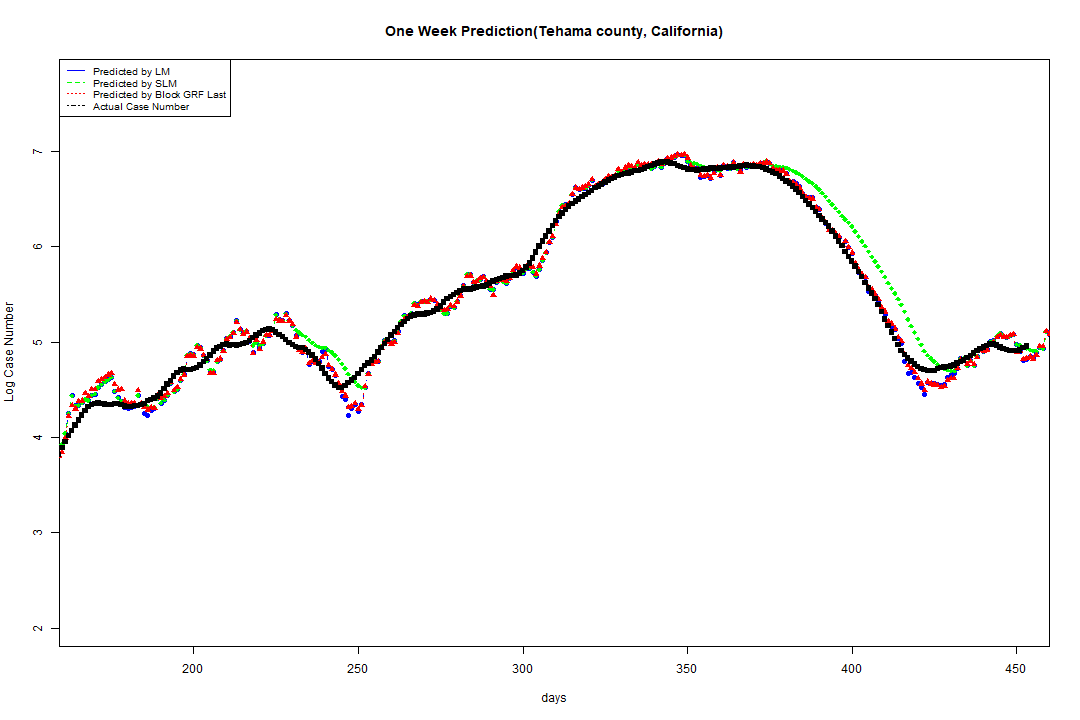 One Week Prediction(Tehama county, California)
Predicted by LM
Predicted by SLM
Predicted by Block GRF Last
Actual Case Number
Log Case Number
7
6
5
4
3
2
200 250 300 350 400 450
days